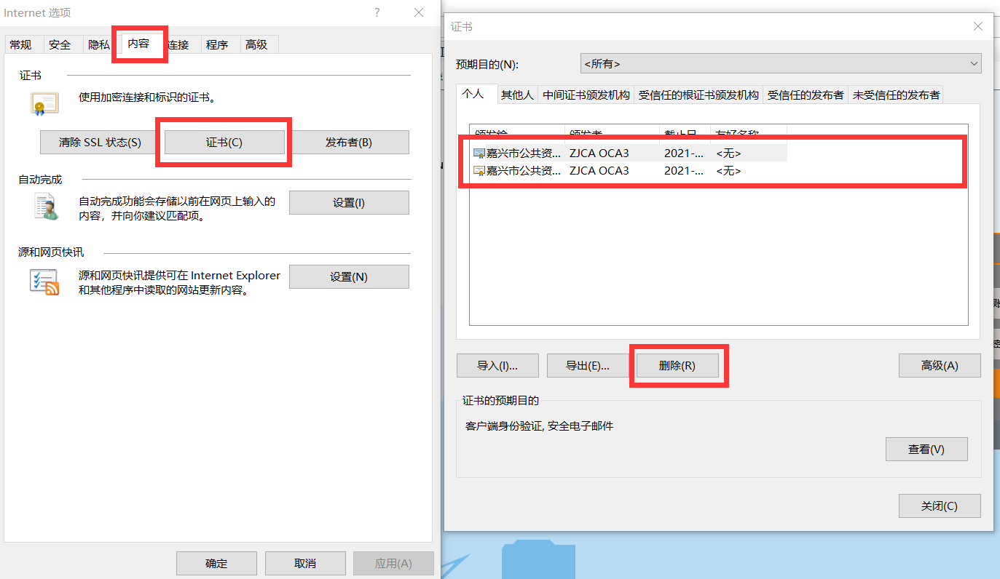 Internet 选项
?
常规 安全 隐私 内容 连接 程序 高级
证书
使用加密连接和标识的证书。
清除 SSL 状态(S) 证书(C) 发布者(B)
自动完成
自动完成功能会存储以前在网页上输入的
内容，并向你建议匹配项。
设置(I)
源和网页快讯
源和网页快讯提供可在 Internet Explorer
和其他程序中读取的网站更新内容。
设置(N)
确定 取消 应用(A)
证书
预期目的(N): <所有>
个人 其他人 中间证书颁发机构 受信任的根证书颁发机构 受信任的发布者 未受信任的发布者
颁发给 颁发者 截止日... 友好名称
嘉兴市公共资... ZJCA OCA3 2021-... <无>
嘉兴市公共资... ZJCA OCA3 2021-... <无>
导入(I)... 导出(E)... 删除(R) 高级(A)
证书的预期目的
客户端身份验证, 安全电子邮件
查看(V)
关闭(C)